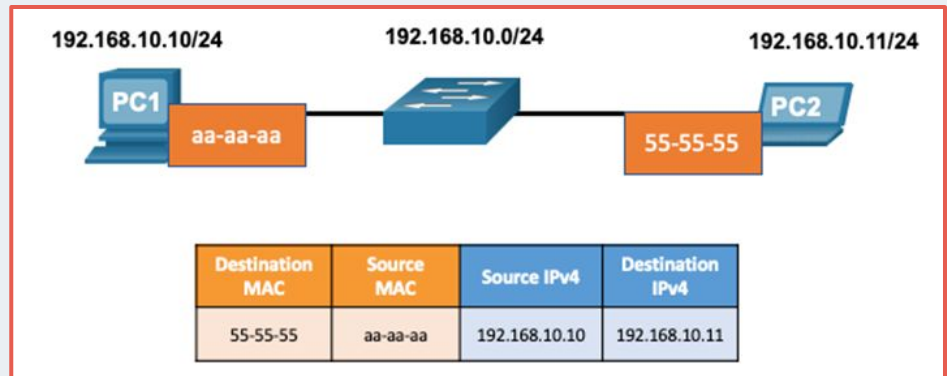 192.168.10.10/24 192.168.10.0/24 192.168.10.11/24
PC1 PC2
aa-aa-aa 55-55-55
Destination MAC Source MAC Source IPv4 Destination IPv4
55-55-55 aa-aa-aa 192.168.10.10 192.168.10.11